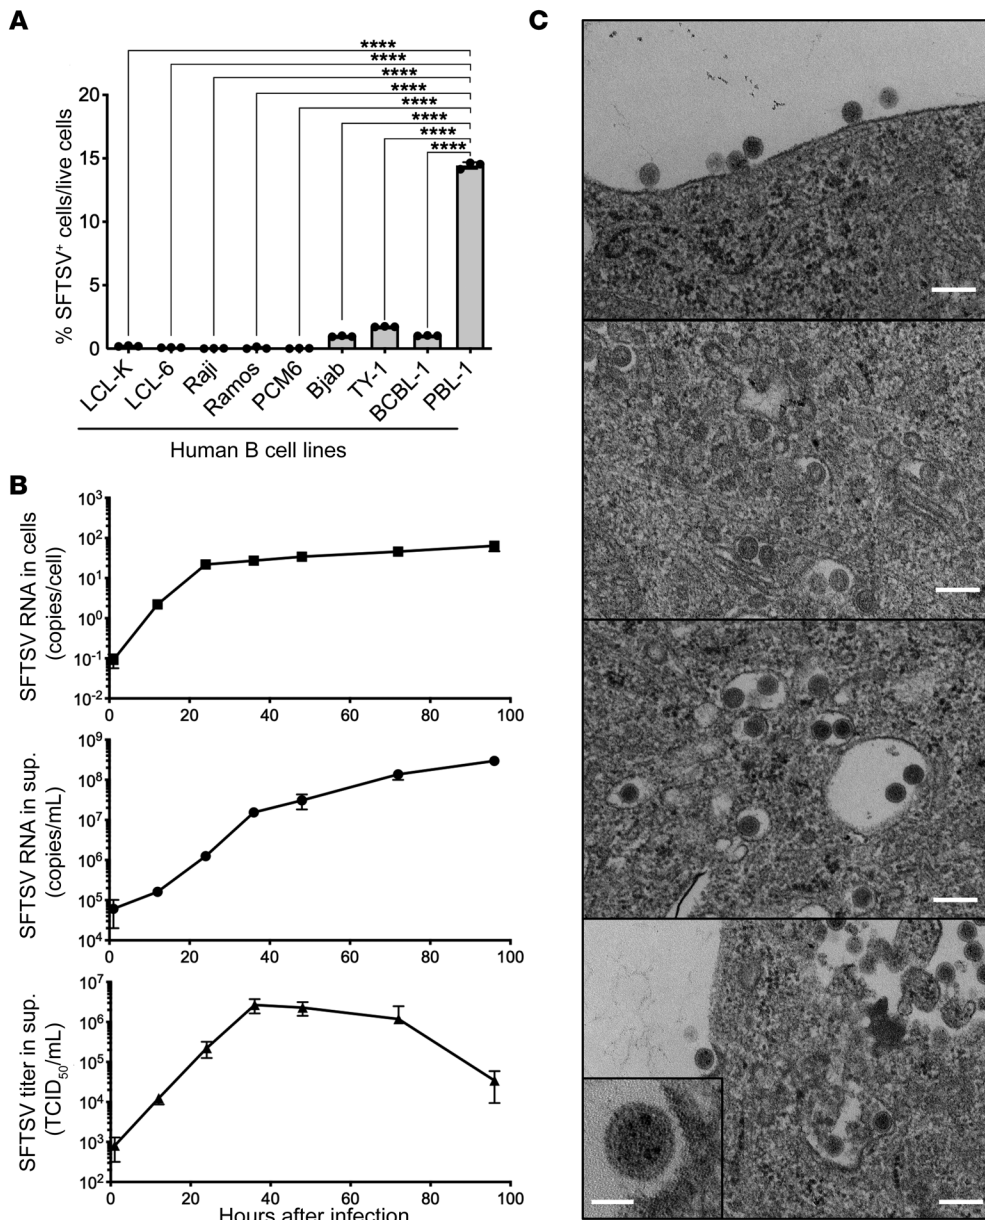 A
C
****
****
****
****
****
****
****
****
% SFTSV⁺ cells/live cells
20
15
10
5
0
LCL-K
LCL-6
Raji
Ramos
PCM6
Bjab
TY-1
BCBL-1
PBL-1
Human B cell lines
B
SFTSV RNA in cells
(copies/cell)
10³
10²
10¹
10⁰
10⁻¹
10⁻²
0 20 40 60 80 100
SFTSV RNA in sup.
(copies/mL)
10⁹
10⁸
10⁷
10⁶
10⁵
10⁴
0 20 40 60 80 100
SFTSV titer in sup.
(TCID₅₀/mL)
10⁷
10⁶
10⁵
10⁴
10³
10²
0 20 40 60 80 100
Hours after infection